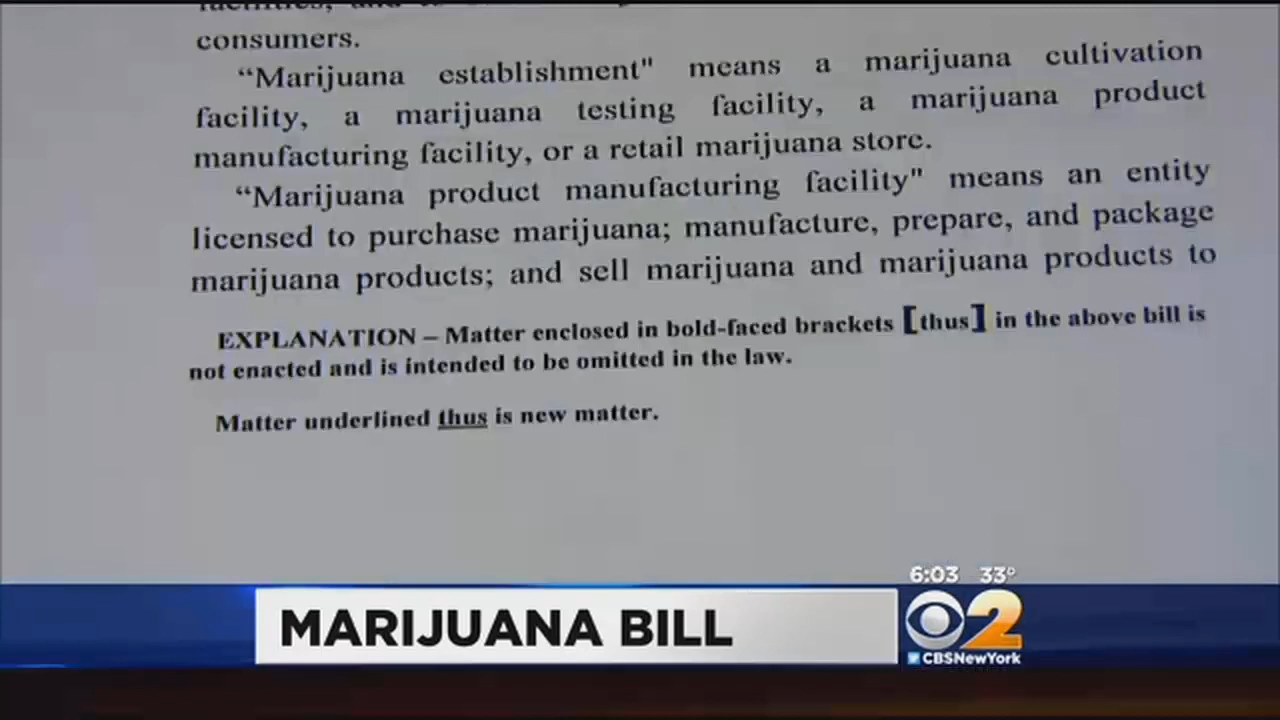 facilities, and to
consumers.
“Marijuana establishment" means a marijuana cultivation
facility, a marijuana testing facility, a marijuana product
manufacturing facility, or a retail marijuana store.
“Marijuana product manufacturing facility" means an entity
licensed to purchase marijuana; manufacture, prepare, and package
marijuana products; and sell marijuana and marijuana products to
EXPLANATION – Matter enclosed in bold-faced brackets [thus] in the above bill is
not enacted and is intended to be omitted in the law.
Matter underlined thus is new matter.
6:03 33°
MARIJUANA BILL
2
CBSNewYork